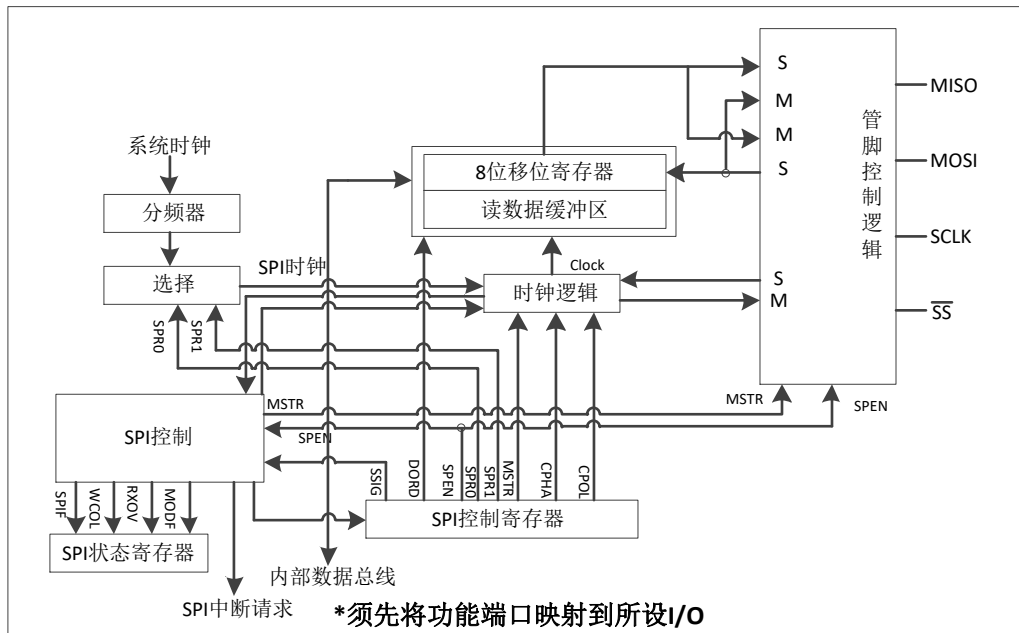 S
MISO
M
管脚控制逻辑
系统时钟
M
8位移位寄存器
S
MOSI
分频器
读数据缓冲区
SCLK
SPI时钟
Clock
选择
时钟逻辑
S
M
SS
SPR0
SPR1
MSTR
MSTR
SPEN
SPI控制
SPEN
SSIG
DORD
SPEN
SPR0
SPR1
MSTR
CPHA
CPOL
SPIF
WCOL
RXOV
MODF
SPI控制寄存器
SPI状态寄存器
内部数据总线
SPI中断请求
*须先将功能端口映射到所设I/O